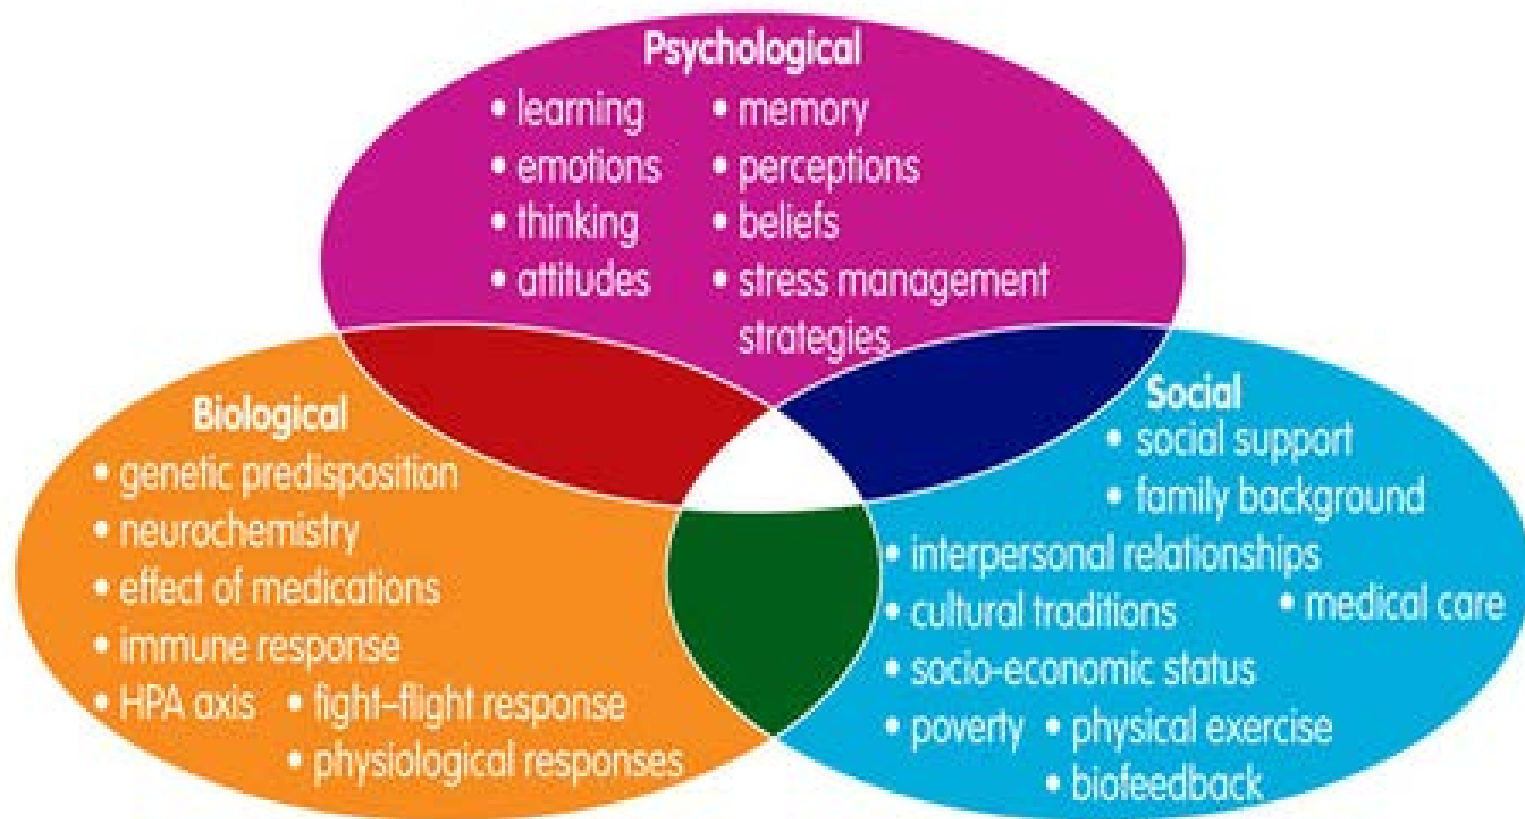 Psychological
• learning
• emotions
• thinking
• attitudes
• memory
• perceptions
• beliefs
• stress management
strategies
Biological
• genetic predisposition
• neurochemistry
• effect of medications
• immune response
• HPA axis • fight–flight response
• physiological responses
Social
• social support
• family background
• interpersonal relationships
• medical care
• cultural traditions
• socio-economic status
• poverty • physical exercise
• biofeedback